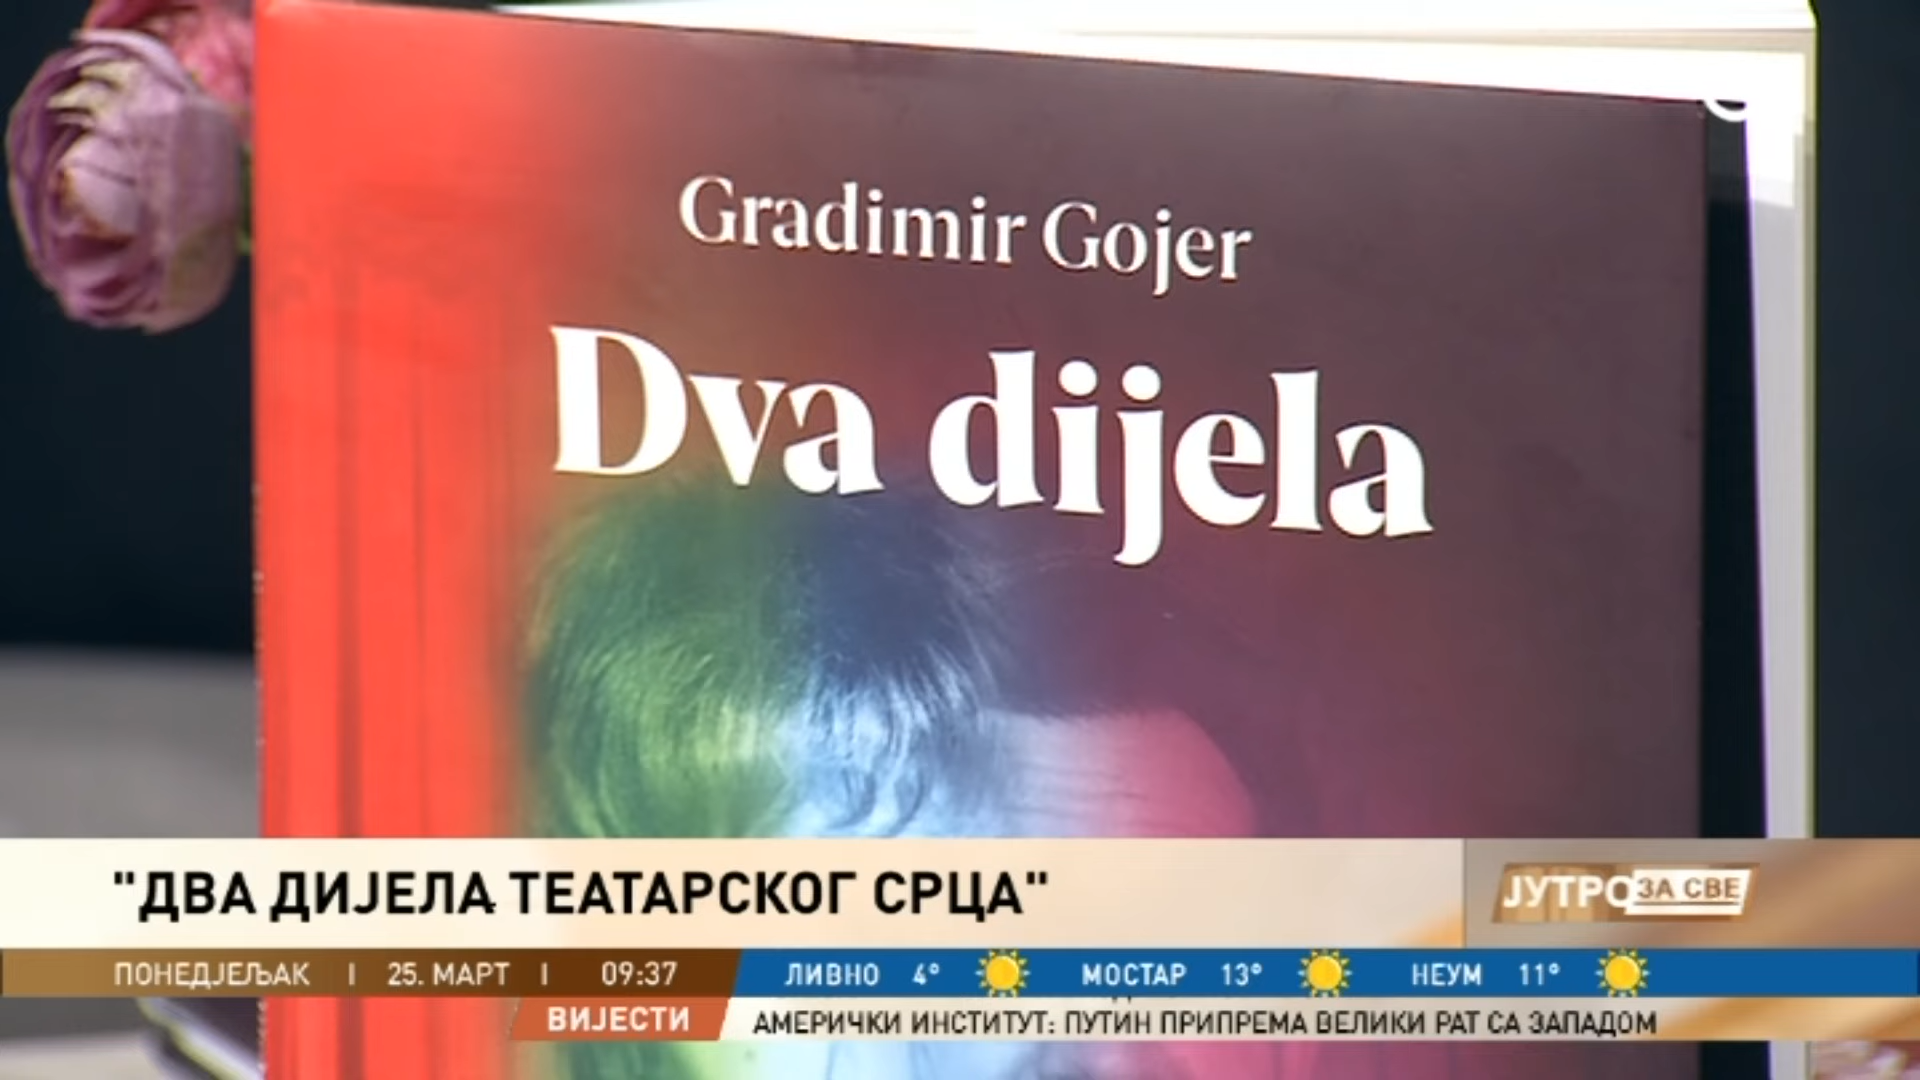 Gradimir Gojer
Dva dijela
"ДВА ДИЈЕЛА ТЕАТАРСКОГ СРЦА"
ЈУТРО ЗА СВЕ
ПОНЕДЈЕЉАК | 25. МАРТ | 09:37
ЛИВНО 4° МОСТАР 13° НЕУМ 11°
ВИЈЕСТИ
АМЕРИЧКИ ИНСТИТУТ: ПУТИН ПРИПРЕМА ВЕЛИКИ РАТ СА ЗАПАДОМ